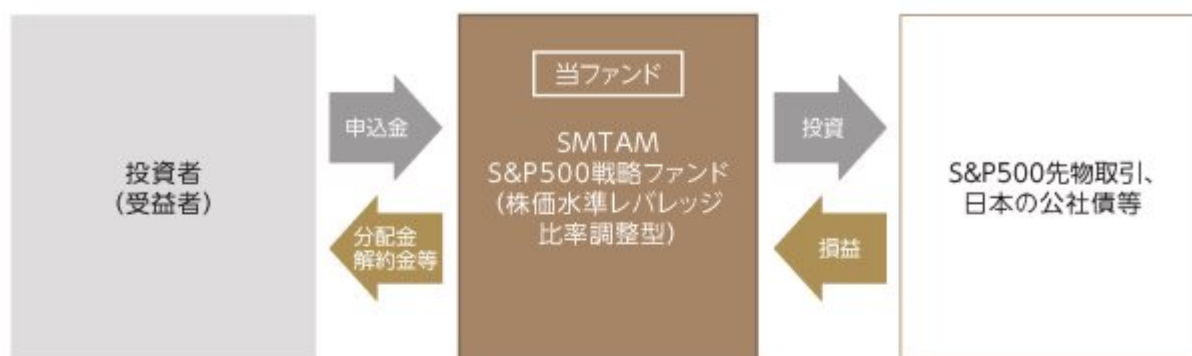 投資者
(受益者)
申込金
分配金
解約金等
当ファンド
SMTAM
S&P500戦略ファンド
(株価水準レバレッジ
比率調整型)
投資
損益
S&P500先物取引、
日本の公社債等